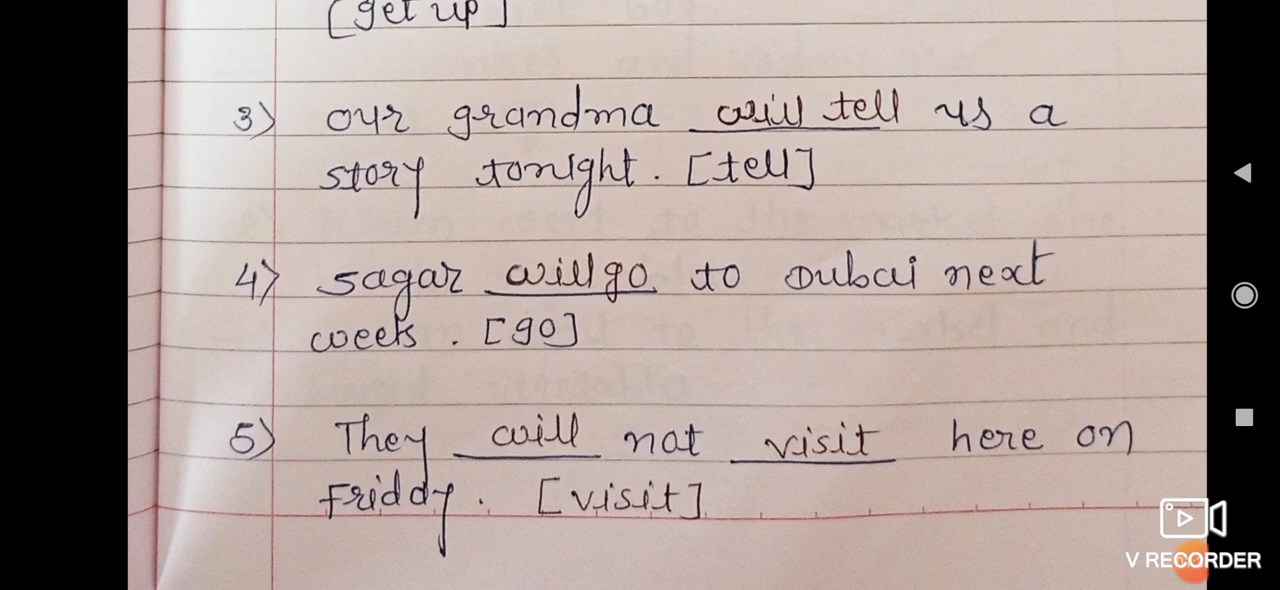 [get up]
3) our grandma will tell us a
story tonight. [tell]
4) Sagar will go to Dubai next
week. [go]
5) They will not visit here on
Friday. [visit]
V RECORDER